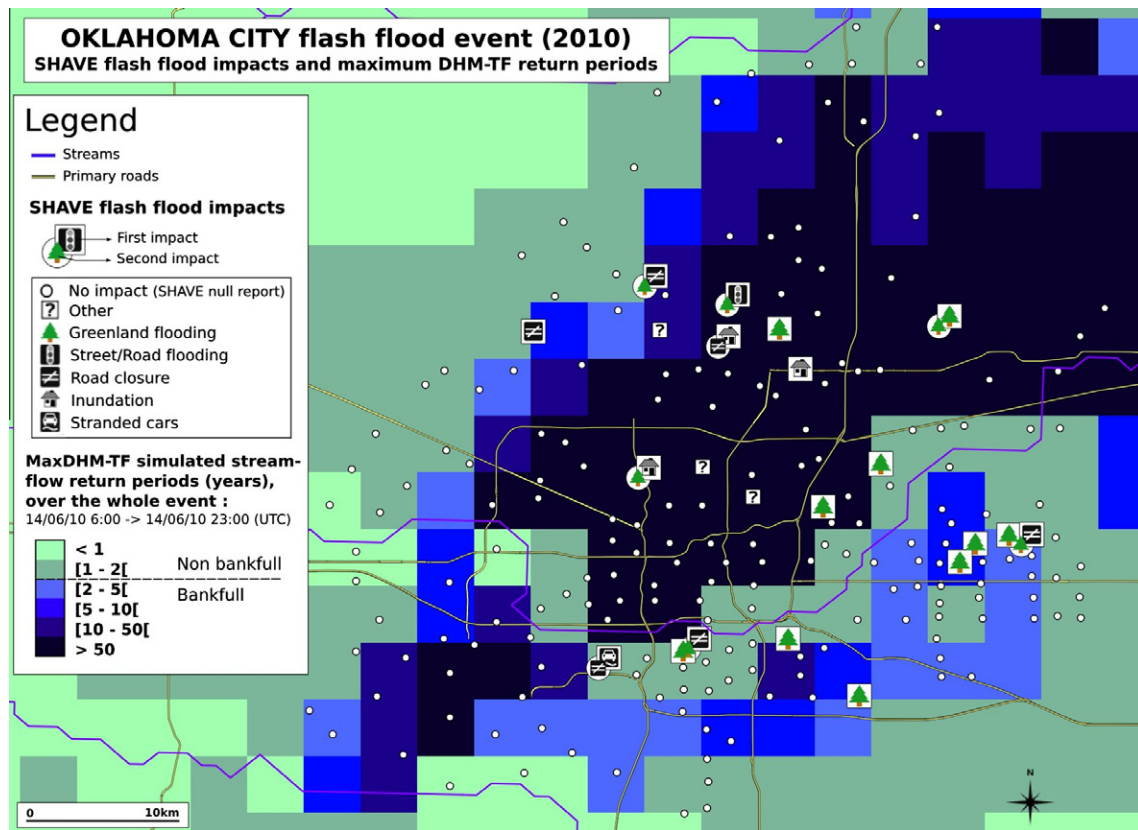 OKLAHOMA CITY flash flood event (2010)
SHAVE flash flood impacts and maximum DHM-TF return periods
Legend
Streams
Primary roads
SHAVE flash flood impacts
First impact
Second impact
No impact (SHAVE null report)
? Other
Greenland flooding
Street/Road flooding
Road closure
Inundation
Stranded cars
MaxDHM-TF simulated stream-
flow return periods (years),
over the whole event :
14/06/10 6:00 -> 14/06/10 23:00 (UTC)
< 1
[1 - 2[
Non bankfull
[2 - 5[
Bankfull
[5 - 10[
[10 - 50[
> 50
?
?
?
0 10km
N